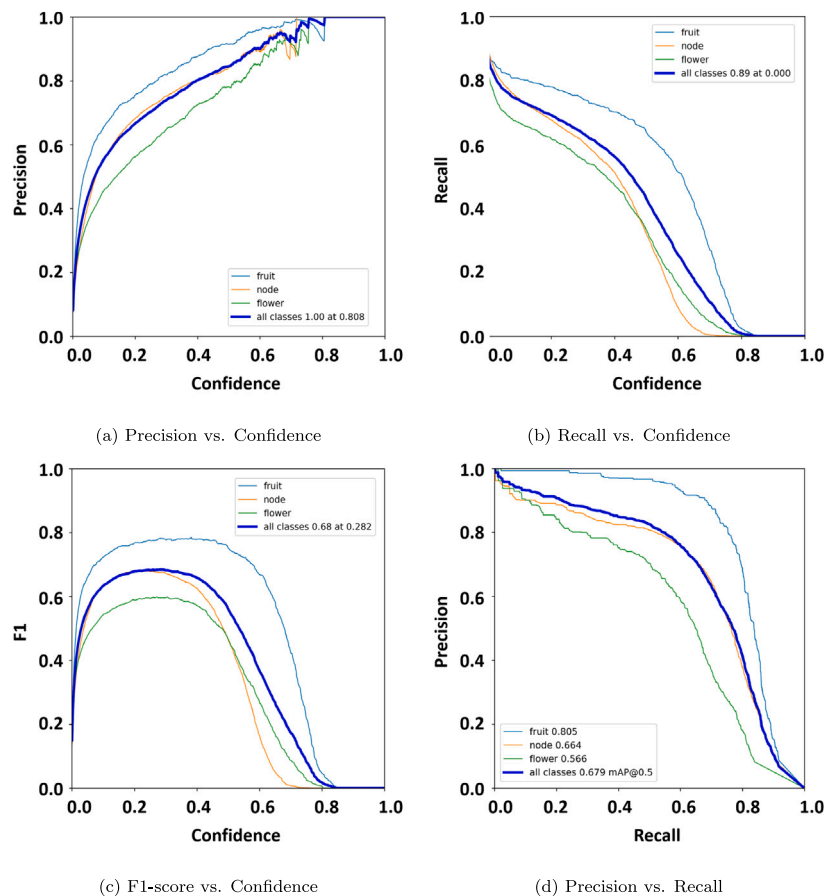 1.0
0.8
0.6
0.4
0.2
0.0
Precision
fruit
node
flower
all classes 1.00 at 0.808
0.0 0.2 0.4 0.6 0.8 1.0
Confidence
(a) Precision vs. Confidence
1.0
0.8
0.6
0.4
0.2
0.0
Recall
fruit
node
flower
all classes 0.89 at 0.000
0.0 0.2 0.4 0.6 0.8 1.0
Confidence
(b) Recall vs. Confidence
1.0
0.8
0.6
0.4
0.2
0.0
F1
fruit
node
flower
all classes 0.68 at 0.282
0.0 0.2 0.4 0.6 0.8 1.0
Confidence
(c) F1-score vs. Confidence
1.0
0.8
0.6
0.4
0.2
0.0
Precision
fruit 0.805
node 0.664
flower 0.566
all classes 0.679 mAP@0.5
0.0 0.2 0.4 0.6 0.8 1.0
Recall
(d) Precision vs. Recall